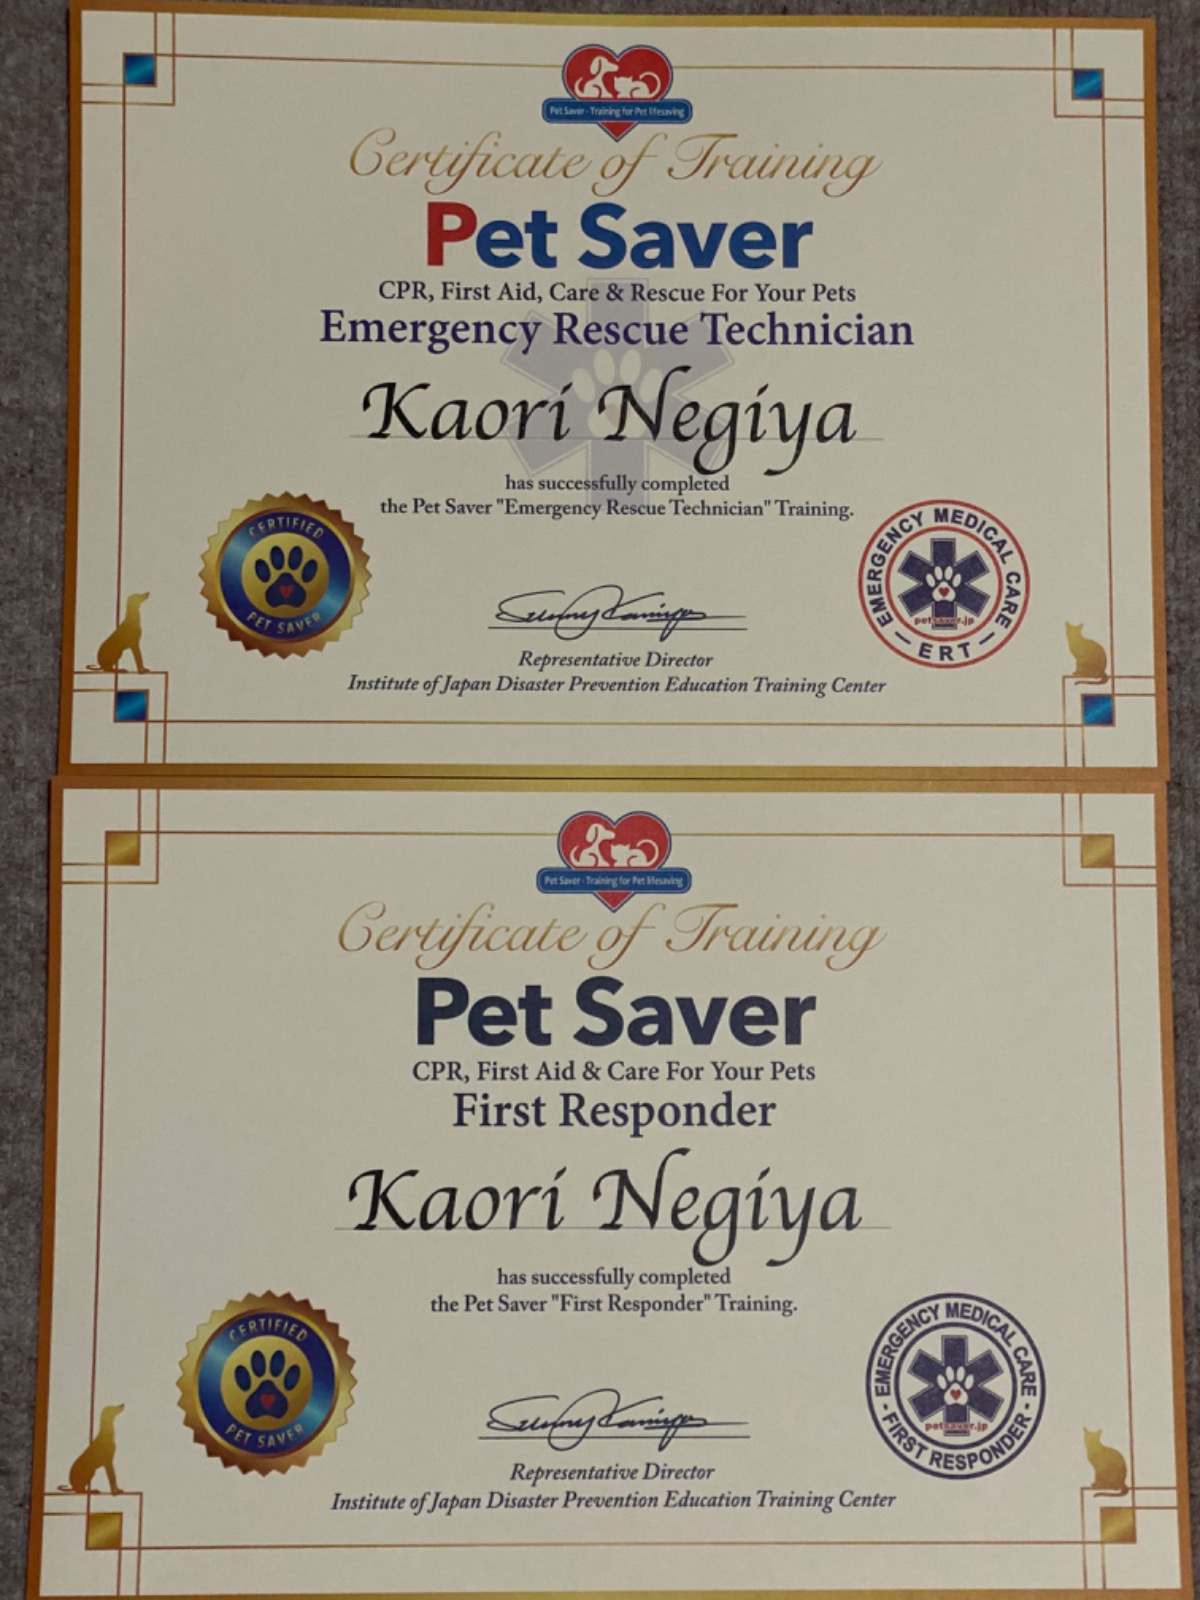 Pet Saver - Training for Pet lifesaving
Certificate of Training
Pet Saver
CPR, First Aid, Care & Rescue For Your Pets
Emergency Rescue Technician
Kaori Negiya
has successfully completed
the Pet Saver "Emergency Rescue Technician" Training.
CERTIFIED
PET SAVER
EMERGENCY MEDICAL CARE
petsaver.jp
- ERT -
Representative Director
Institute of Japan Disaster Prevention Education Training Center
Pet Saver - Training for Pet lifesaving
Certificate of Training
Pet Saver
CPR, First Aid & Care For Your Pets
First Responder
Kaori Negiya
has successfully completed
the Pet Saver "First Responder" Training.
CERTIFIED
PET SAVER
EMERGENCY MEDICAL CARE
petsaver.jp
- FIRST RESPONDER -
Representative Director
Institute of Japan Disaster Prevention Education Training Center